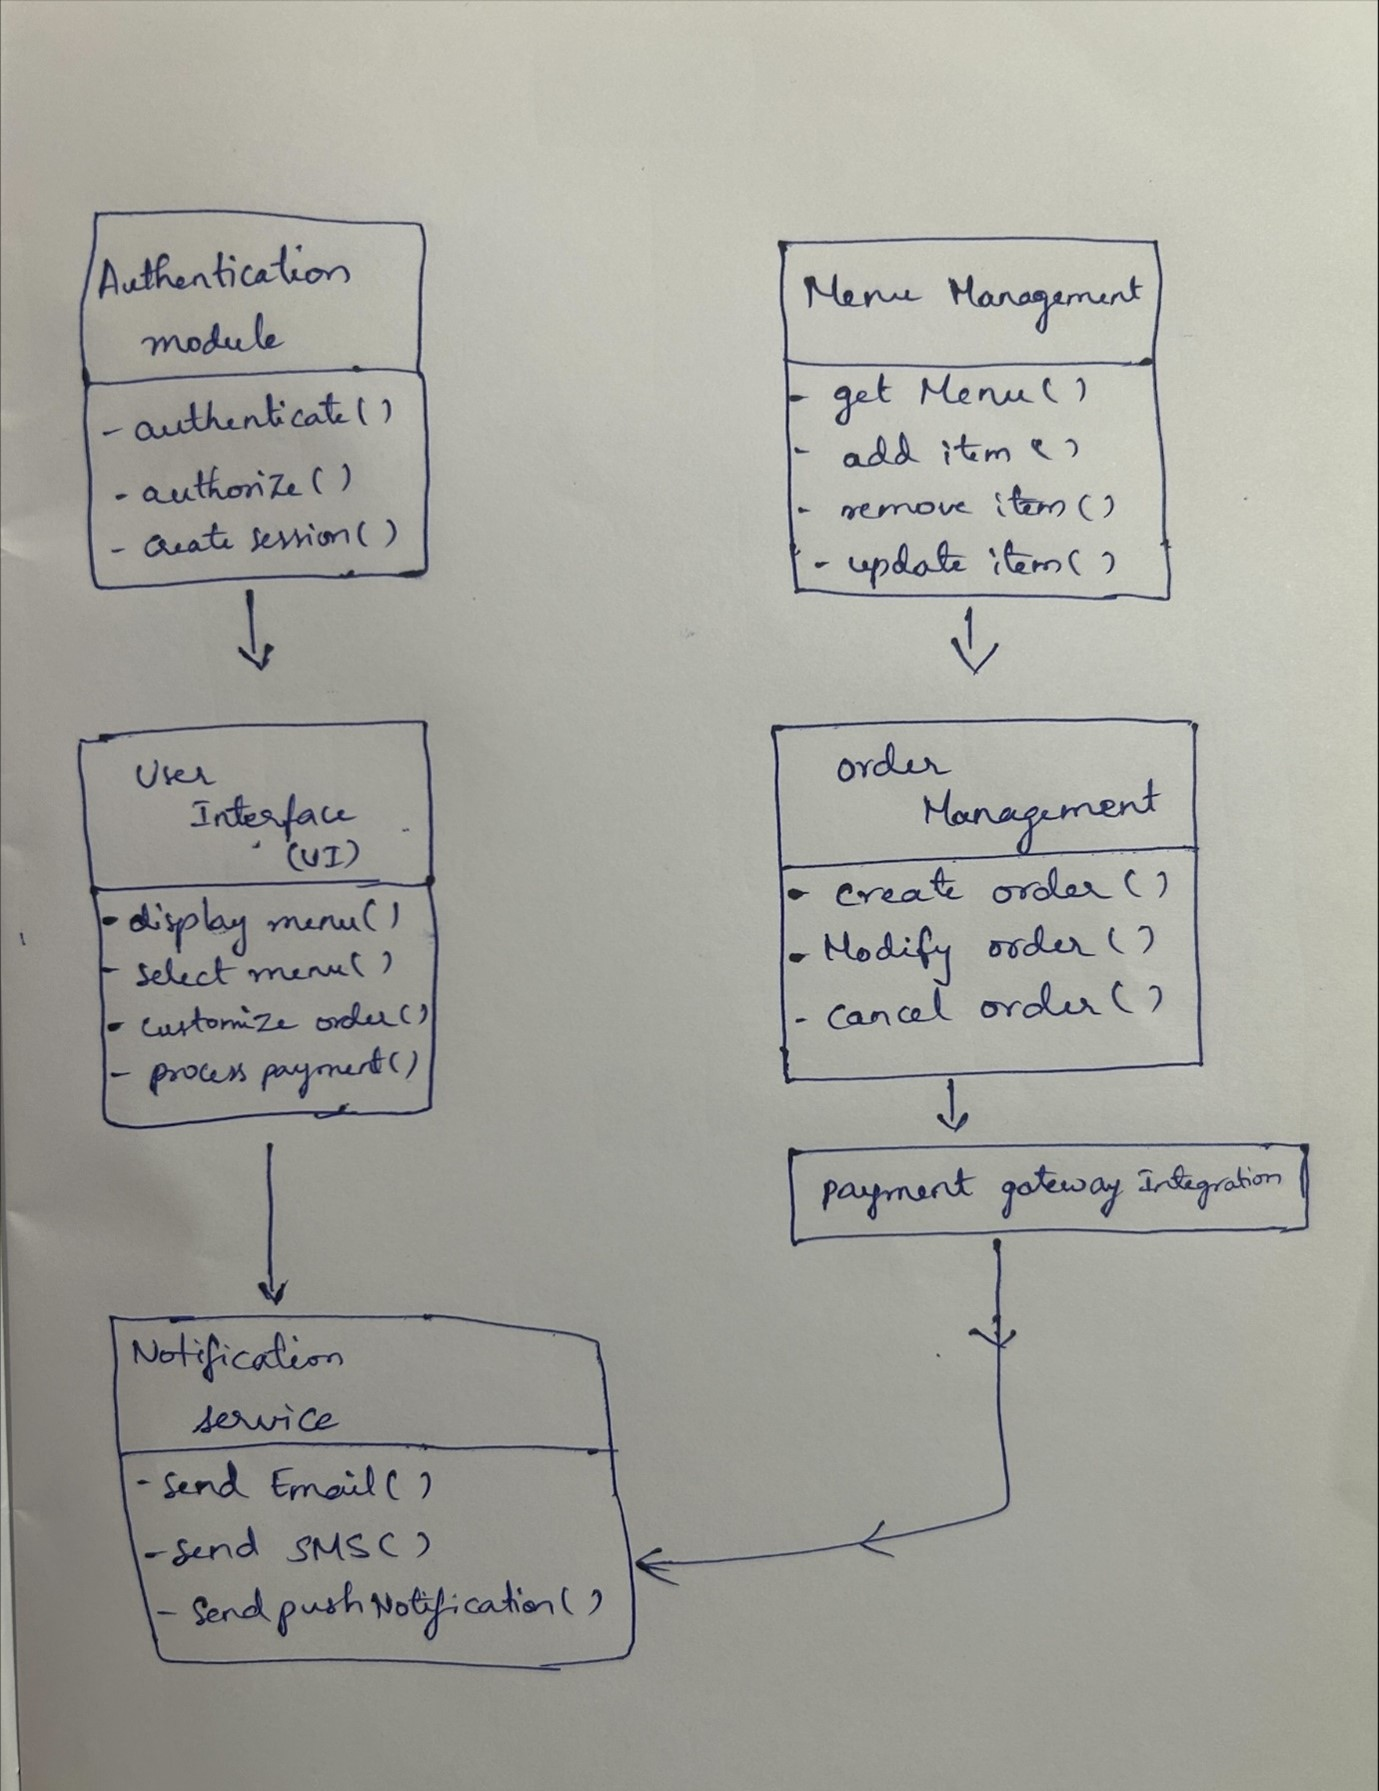 Authentication
module
- authenticate()
- authorize()
- create session()
User
Interface
(UI)
- display menu()
- select menu()
- customize order()
- process payment()
Notification
service
- send Email()
- send SMS()
- Send push Notification()
Menu Management
- get Menu()
- add item()
- remove item()
- update item()
order
Management
- create order()
- Modify order()
- cancel order()
payment gateway Integration